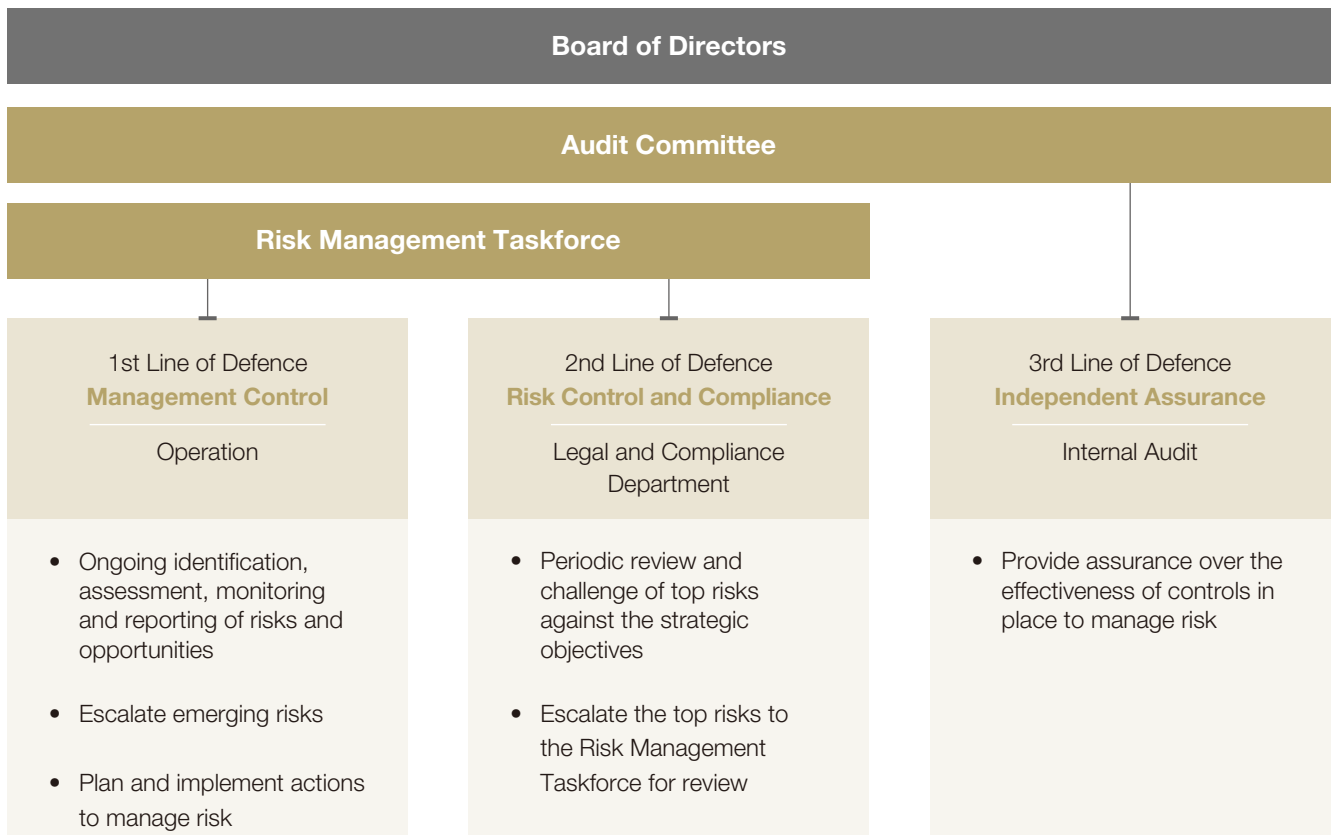 Board of Directors
Audit Committee
Risk Management Taskforce
1st Line of Defence
Management Control
Operation
• Ongoing identification,
assessment, monitoring
and reporting of risks and
opportunities
• Escalate emerging risks
• Plan and implement actions
to manage risk
2nd Line of Defence
Risk Control and Compliance
Legal and Compliance
Department
• Periodic review and
challenge of top risks
against the strategic
objectives
• Escalate the top risks to
the Risk Management
Taskforce for review
3rd Line of Defence
Independent Assurance
Internal Audit
• Provide assurance over the
effectiveness of controls in
place to manage risk